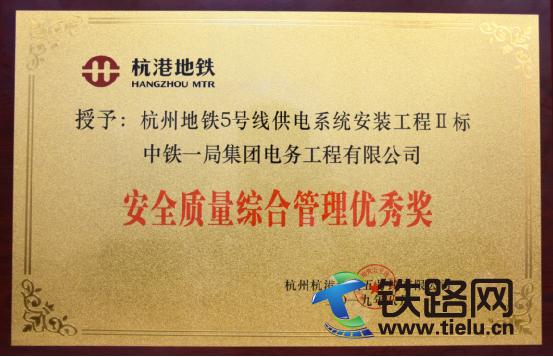 杭港地铁
HANGZHOU MTR
授予：杭州地铁5号线供电系统安装工程Ⅱ标
中铁一局集团电务工程有限公司
安全质量综合管理优秀奖
杭州杭港
铁路网
www.tielu.cn